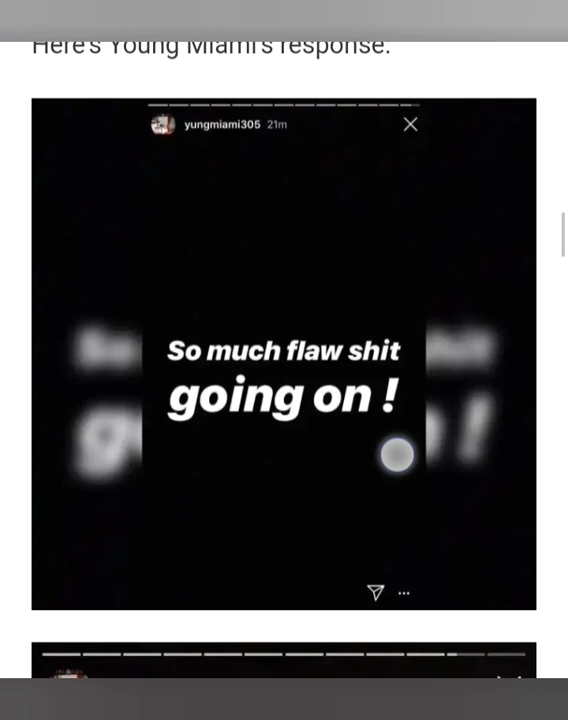 Here's Young Miami's response.
yungmiami305 21m
So much flaw shit
going on !